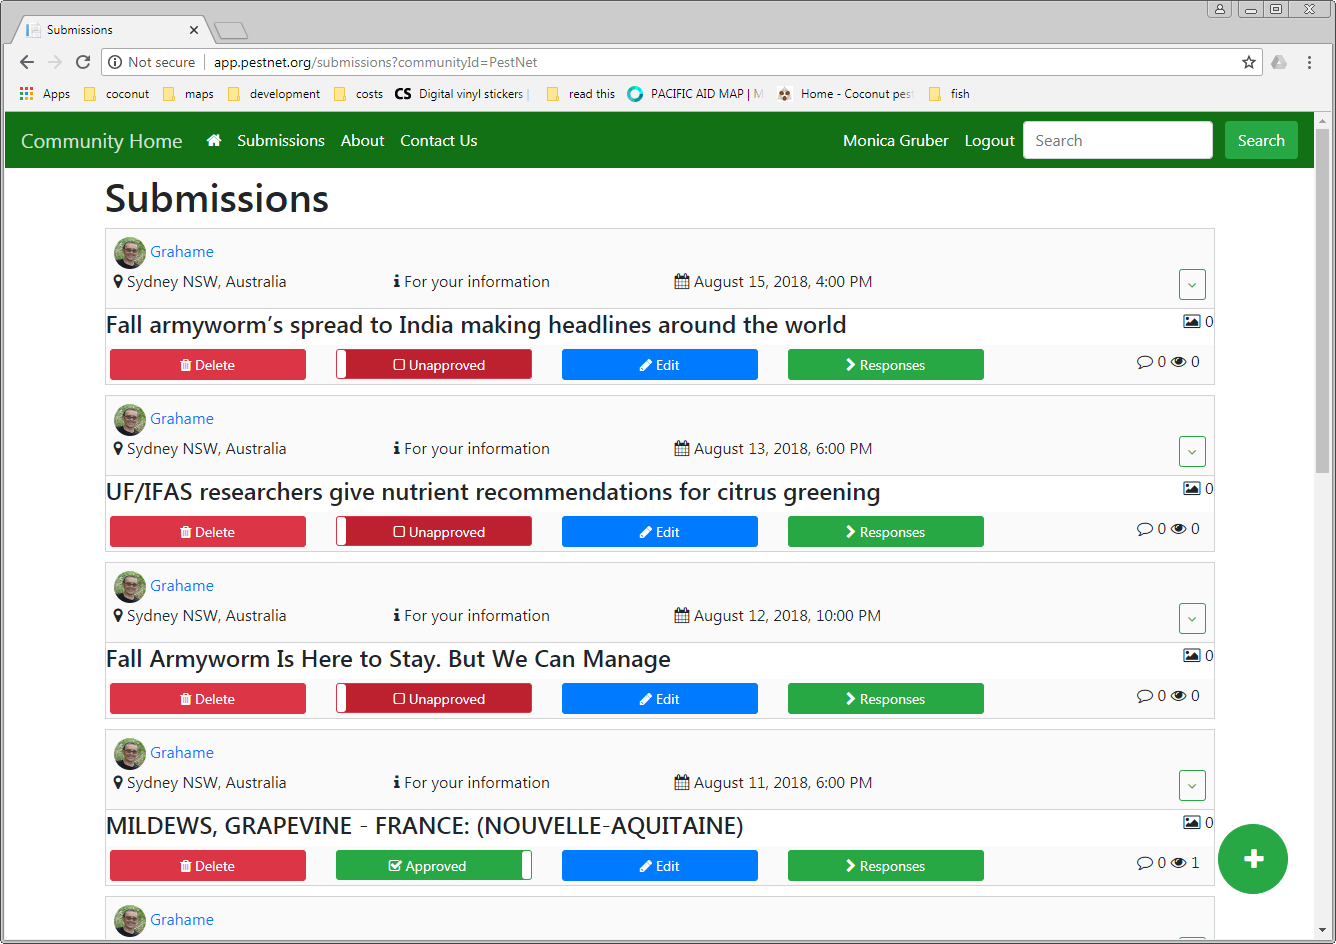 Submissions
Not secure app.pestnet.org/submissions?communityId=PestNet
Apps coconut maps development costs CS Digital vinyl stickers | read this PACIFIC AID MAP | M Home - Coconut pest fish
Community Home Submissions About Contact Us Monica Gruber Logout Search Search
Submissions
Grahame
Sydney NSW, Australia For your information August 15, 2018, 4:00 PM
Fall armyworm’s spread to India making headlines around the world 0
Delete Unapproved Edit Responses 0 0
Grahame
Sydney NSW, Australia For your information August 13, 2018, 6:00 PM
UF/IFAS researchers give nutrient recommendations for citrus greening 0
Delete Unapproved Edit Responses 0 0
Grahame
Sydney NSW, Australia For your information August 12, 2018, 10:00 PM
Fall Armyworm Is Here to Stay. But We Can Manage 0
Delete Unapproved Edit Responses 0 0
Grahame
Sydney NSW, Australia For your information August 11, 2018, 6:00 PM
MILDEWS, GRAPEVINE - FRANCE: (NOUVELLE-AQUITAINE) 0
Delete Approved Edit Responses 0 1
Grahame